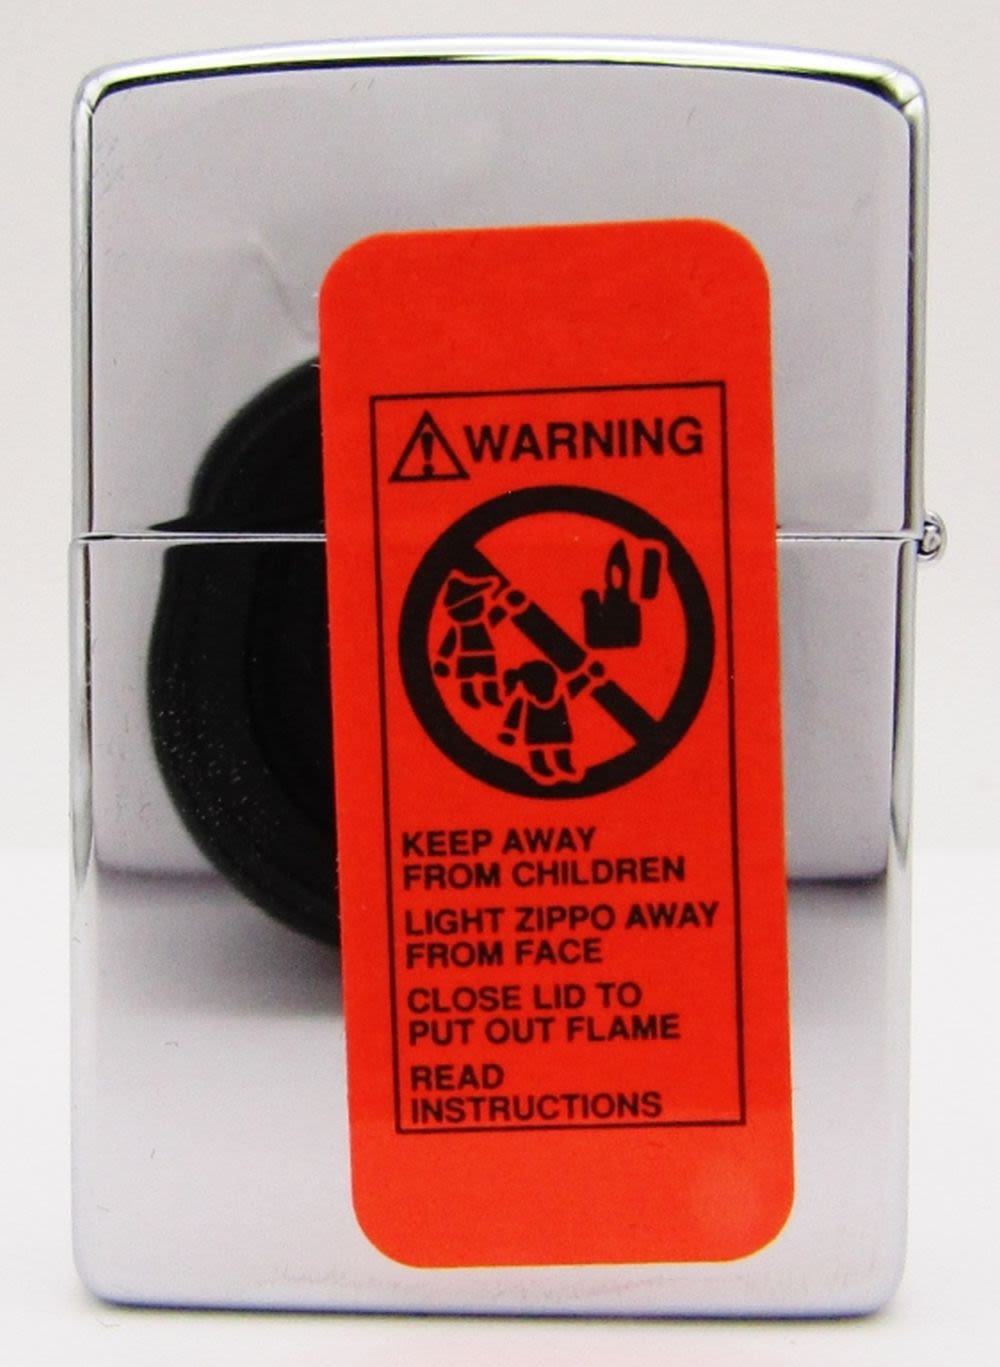 WARNING
KEEP AWAY
FROM CHILDREN
LIGHT ZIPPO AWAY
FROM FACE
CLOSE LID TO
PUT OUT FLAME
READ
INSTRUCTIONS